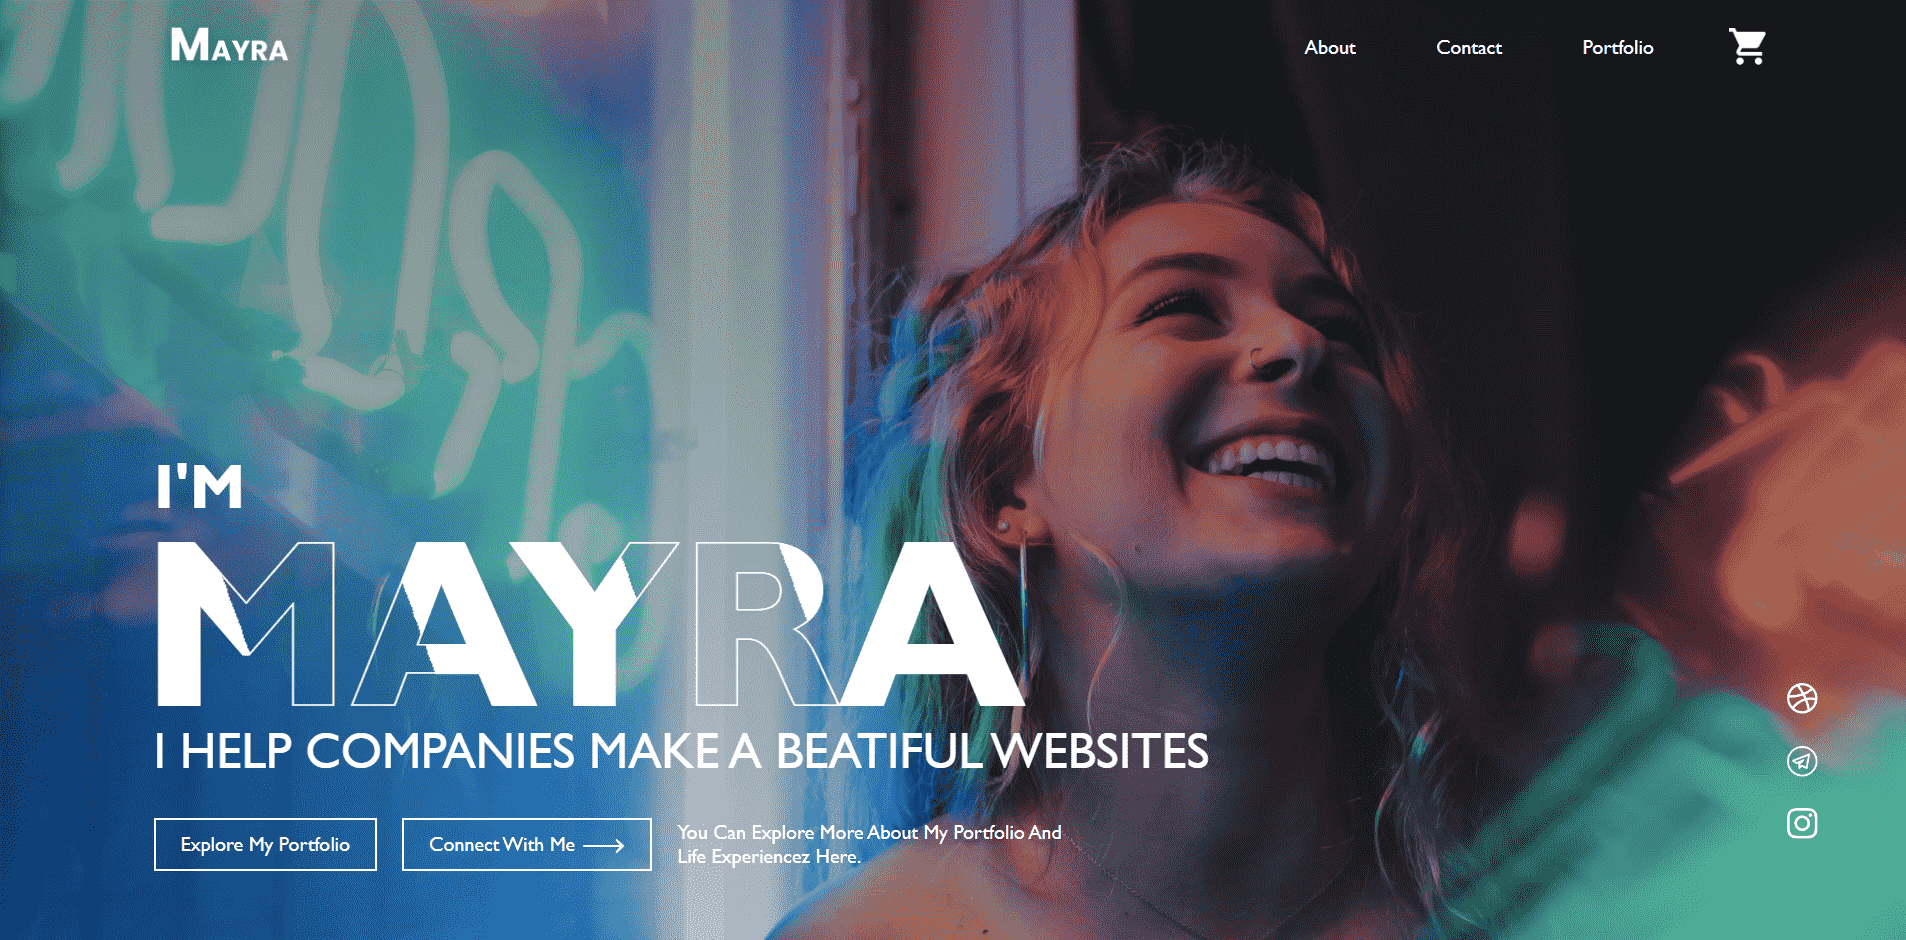 MAYRA
About Contact Portfolio
I'M
MAYRA
I HELP COMPANIES MAKE A BEATIFUL WEBSITES
Explore My Portfolio
Connect With Me
You Can Explore More About My Portfolio And
Life Experiencez Here.